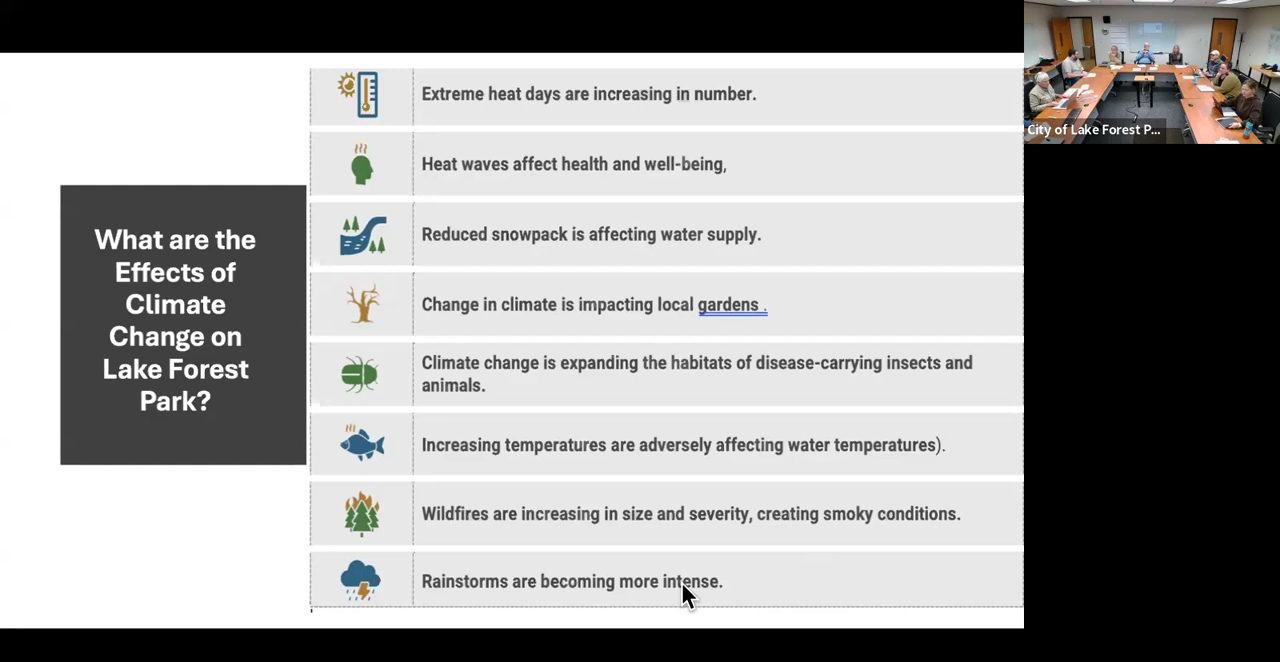 What are the
Effects of
Climate
Change on
Lake Forest
Park?
Extreme heat days are increasing in number.
Heat waves affect health and well-being,
Reduced snowpack is affecting water supply.
Change in climate is impacting local gardens .
Climate change is expanding the habitats of disease-carrying insects and
animals.
Increasing temperatures are adversely affecting water temperatures).
Wildfires are increasing in size and severity, creating smoky conditions.
Rainstorms are becoming more intense.
City of Lake Forest P...